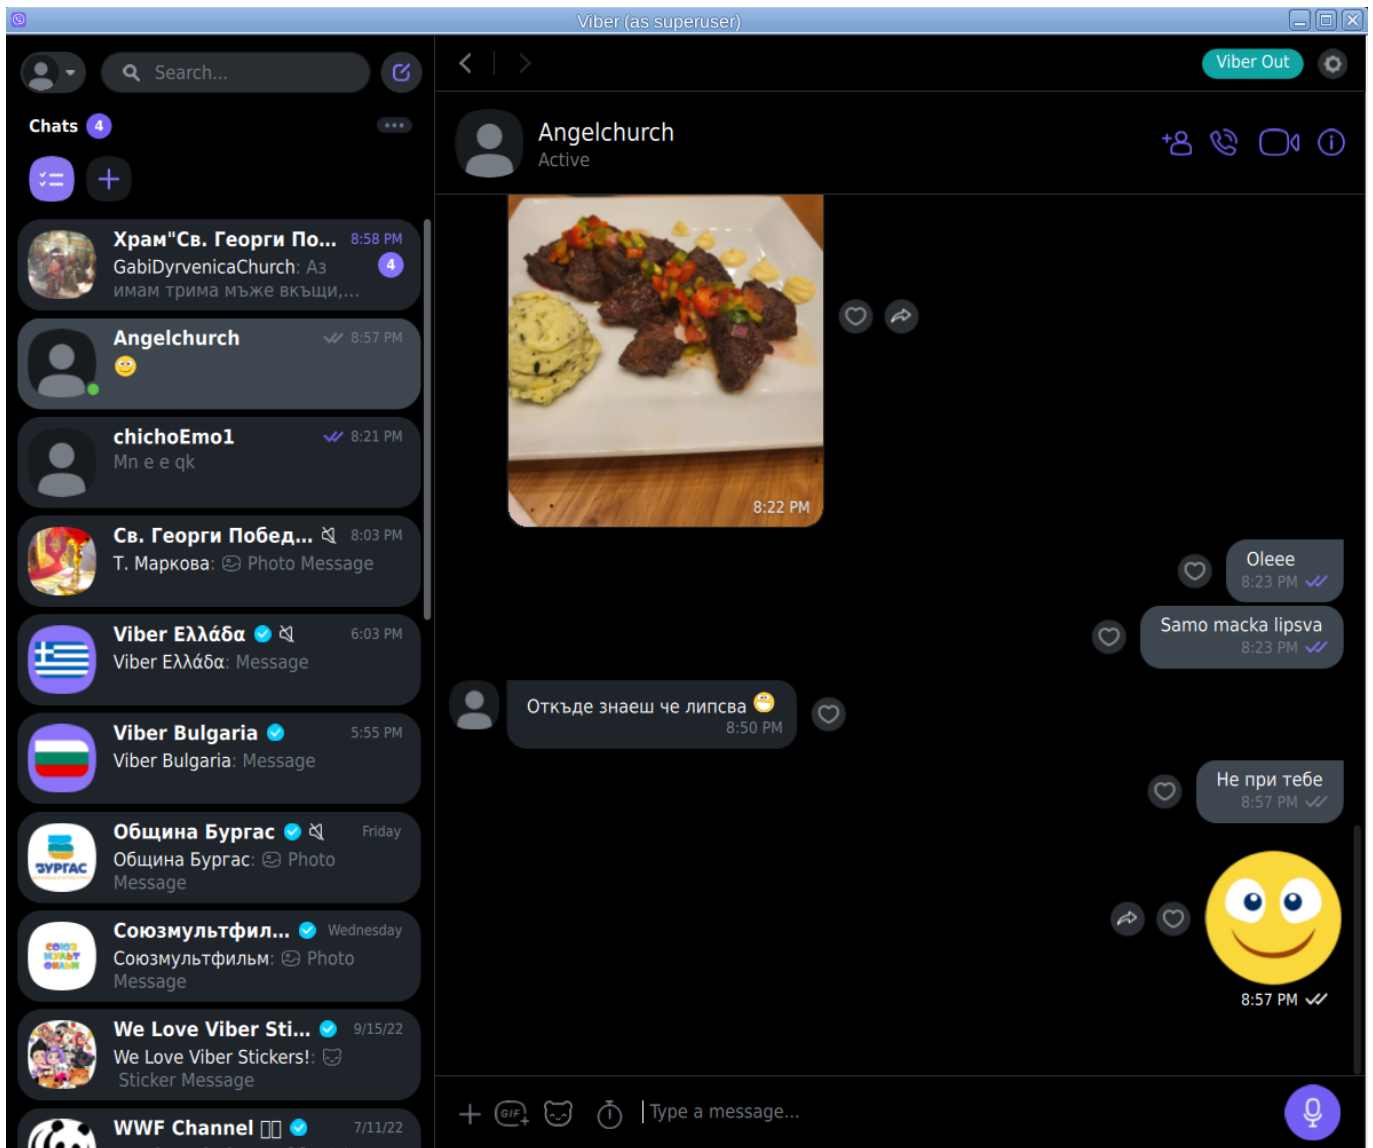 Viber (as superuser)
Search...
Viber Out
Chats 4
Angelchurch
Active
Храм"Св. Георги По... 8:58 PM
GabiDyrvenicaChurch: Аз 4
имам трима мъже вкъщи,...
Angelchurch 8:57 PM
chichoEmo1 8:21 PM
Mn e e qk
Св. Георги Побед... 8:03 PM
Т. Маркова: Photo Message
Viber Ελλάδα 6:03 PM
Viber Ελλάδα: Message
Viber Bulgaria 5:55 PM
Viber Bulgaria: Message
Община Бургас Friday
Община Бургас: Photo
Message
БУРГАС
Союзмультфил... Wednesday
Союзмультфильм: Photo
Message
СОЮЗ
МУЛЬТ
ФИЛЬМ
We Love Viber Sti... 9/15/22
We Love Viber Stickers!:
Sticker Message
WWF Channel 7/11/22
8:22 PM
Oleee
8:23 PM
Samo macka lipsva
8:23 PM
Откъде знаеш че липсва
8:50 PM
Не при тебе
8:57 PM
8:57 PM
GIF
Type a message...